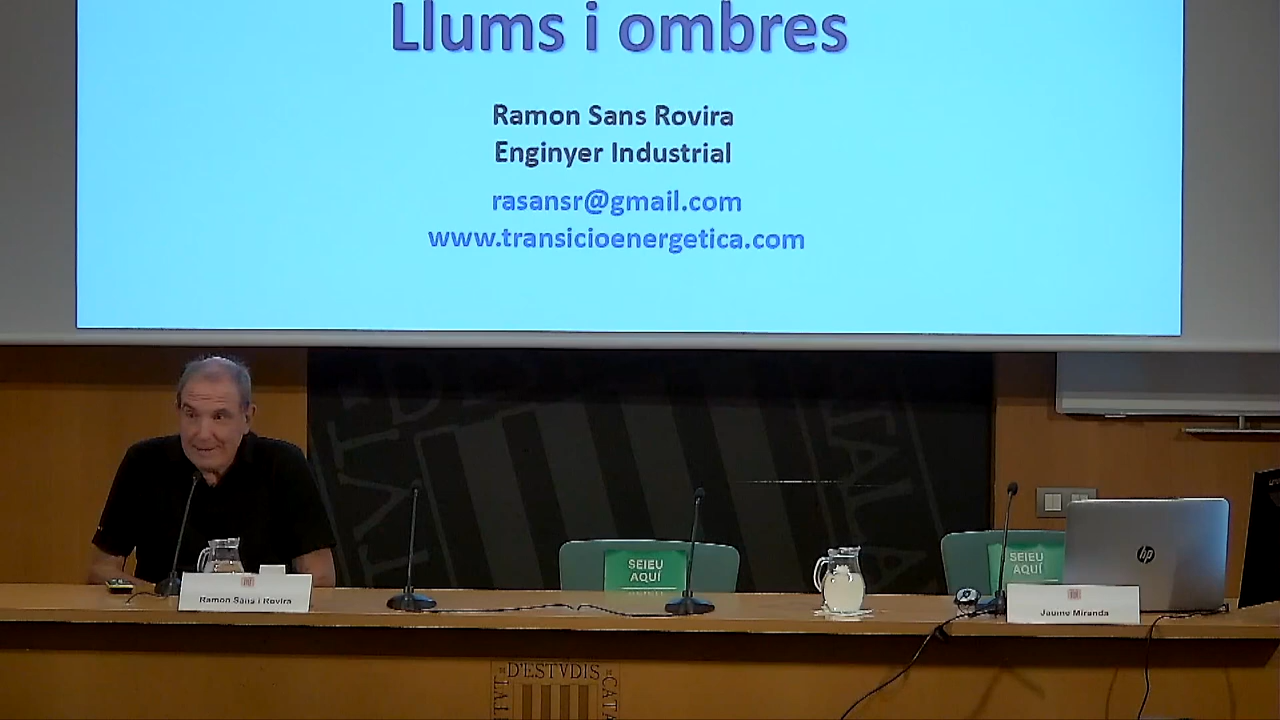 Llums i ombres
Ramon Sans Rovira
Enginyer Industrial
rasansr@gmail.com
www.transicioenergetica.com
SEIEU
AQUÍ
SEIEU
AQUÍ
hp
Ramon Sans i Rovira
Jaume Miranda
D'ESTVDIS